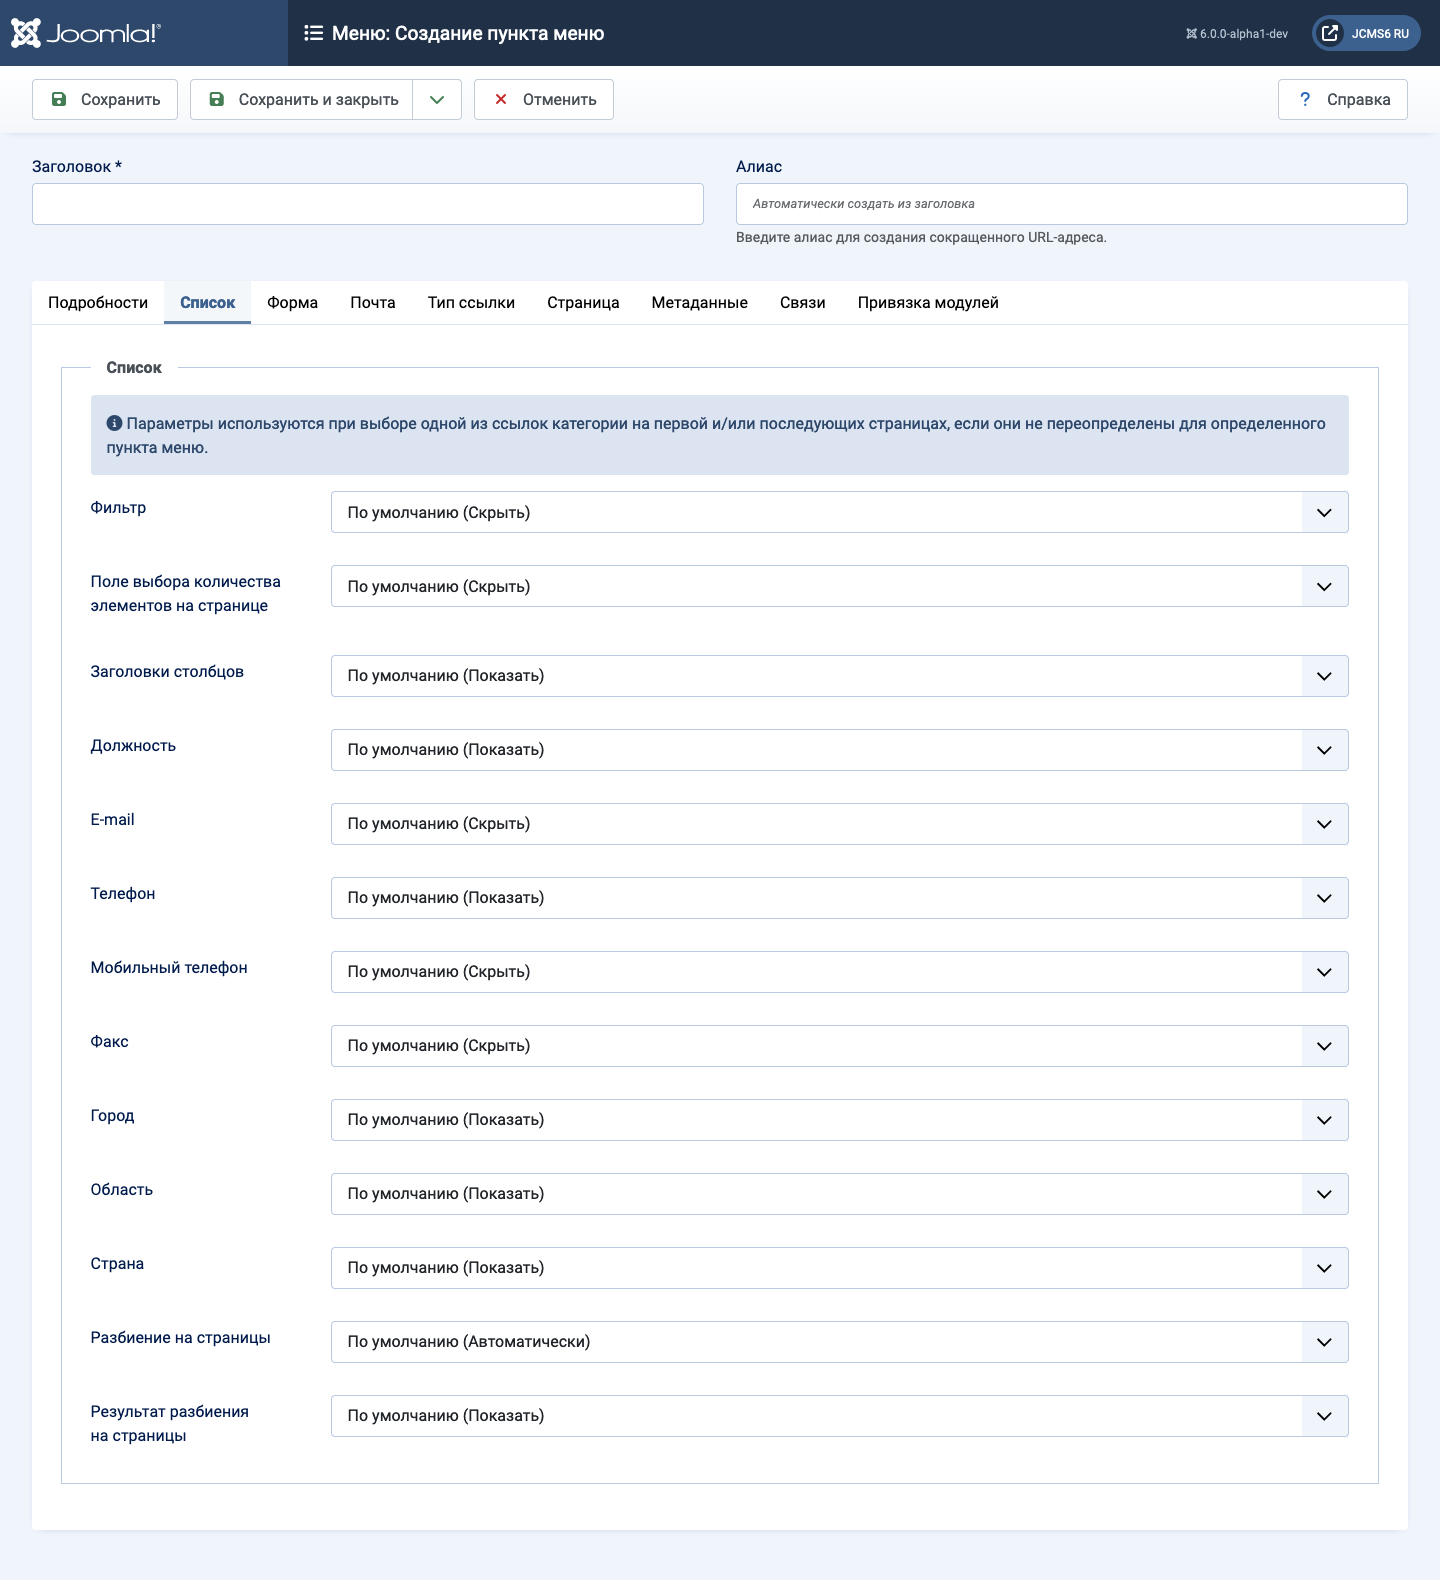 Joomla!®
Меню: Создание пункта меню
6.0.0-alpha1-dev
JCMS6 RU
Сохранить
Сохранить и закрыть
Отменить
? Справка
Заголовок *
Алиас
Автоматически создать из заголовка
Введите алиас для создания сокращенного URL-адреса.
Подробности
Список
Форма
Почта
Тип ссылки
Страница
Метаданные
Связи
Привязка модулей
Список
Параметры используются при выборе одной из ссылок категории на первой и/или последующих страницах, если они не переопределены для определенного
пункта меню.
Фильтр
По умолчанию (Скрыть)
Поле выбора количества
элементов на странице
По умолчанию (Скрыть)
Заголовки столбцов
По умолчанию (Показать)
Должность
По умолчанию (Показать)
E-mail
По умолчанию (Скрыть)
Телефон
По умолчанию (Показать)
Мобильный телефон
По умолчанию (Скрыть)
Факс
По умолчанию (Скрыть)
Город
По умолчанию (Показать)
Область
По умолчанию (Показать)
Страна
По умолчанию (Показать)
Разбиение на страницы
По умолчанию (Автоматически)
Результат разбиения
на страницы
По умолчанию (Показать)